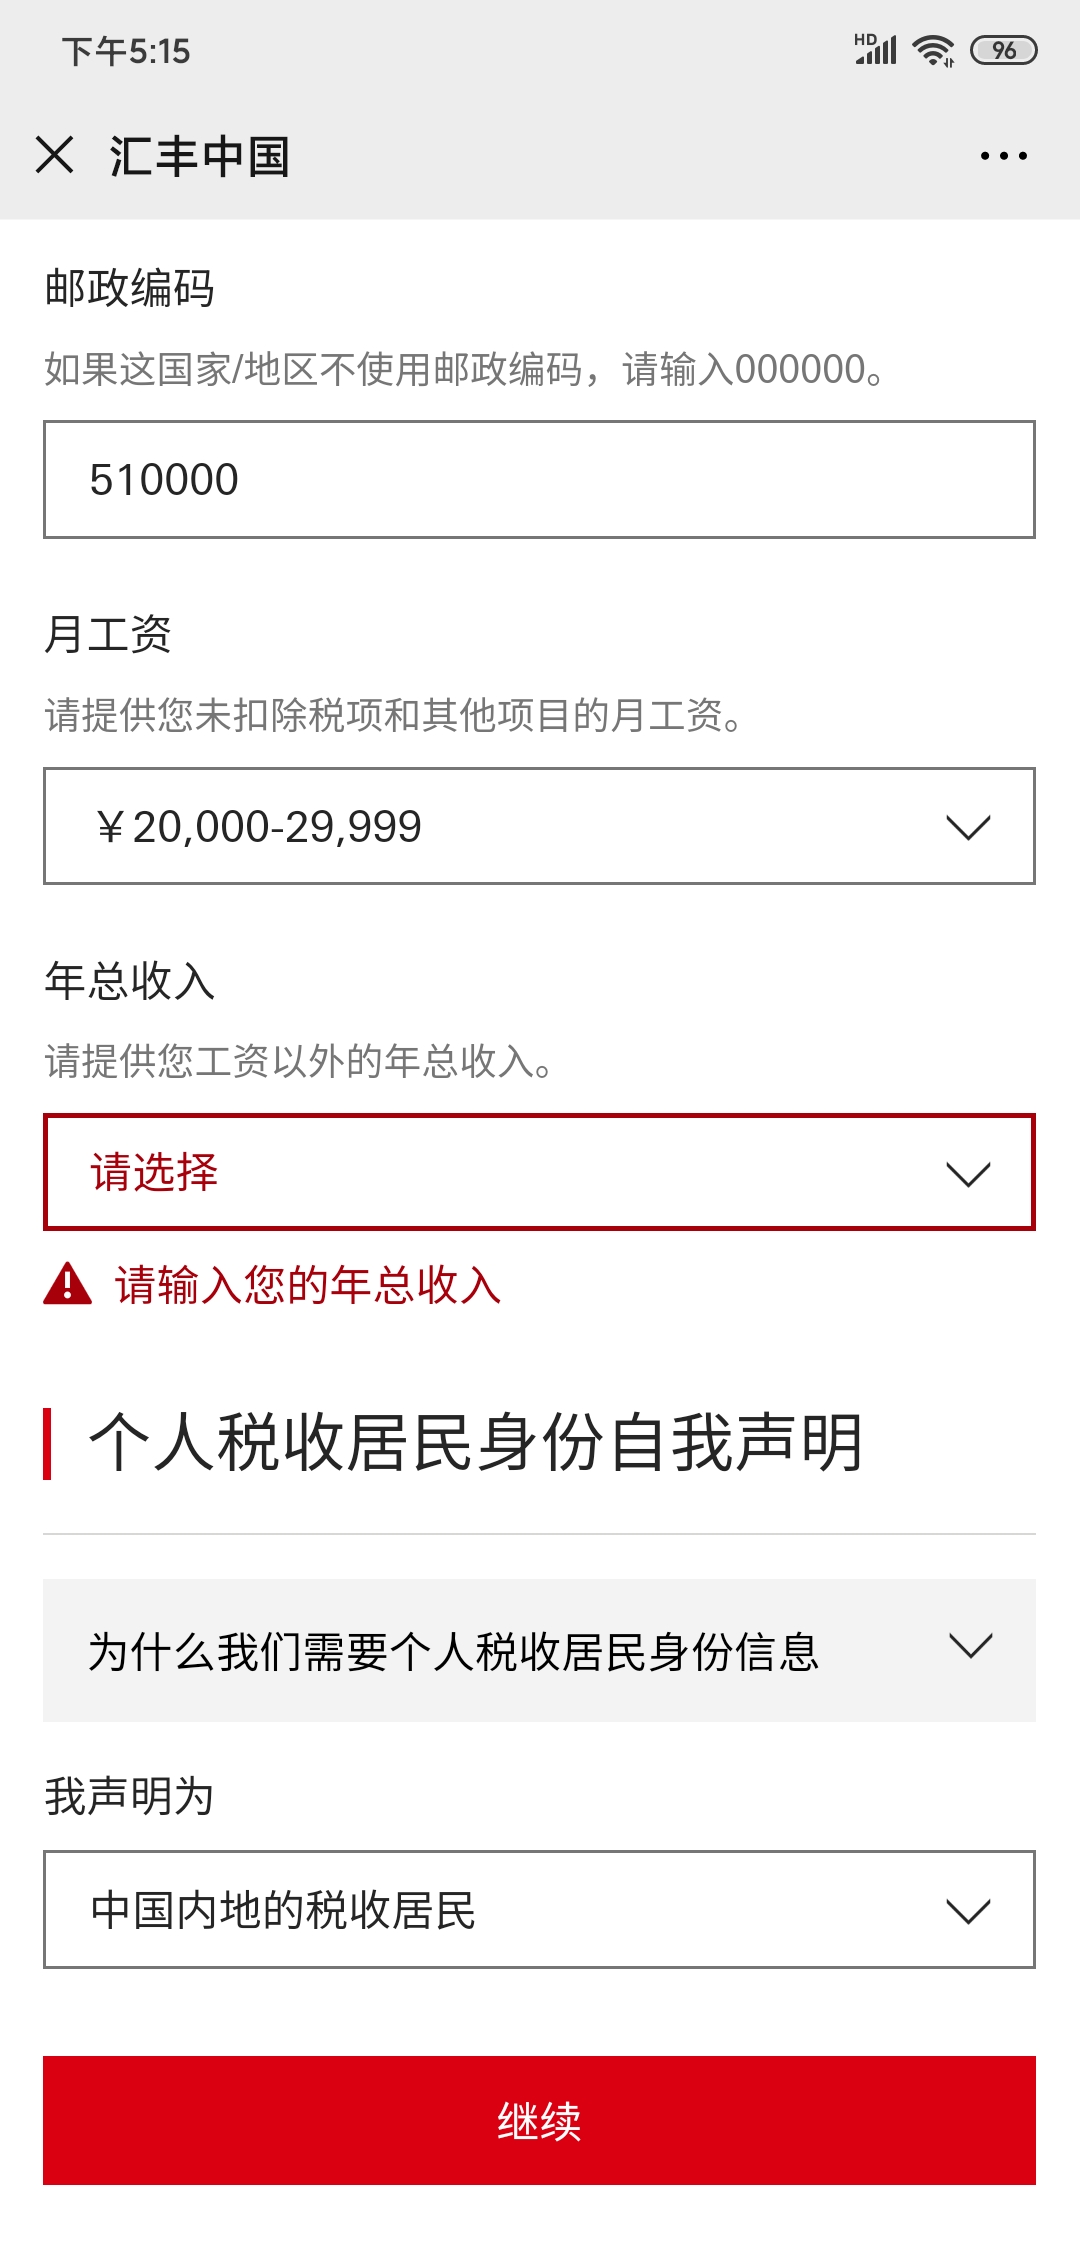 下午5:15
HD
96
汇丰中国
邮政编码
如果这国家/地区不使用邮政编码，请输入000000。
510000
月工资
请提供您未扣除税项和其他项目的月工资。
￥20,000-29,999
年总收入
请提供您工资以外的年总收入。
请选择
请输入您的年总收入
个人税收居民身份自我声明
为什么我们需要个人税收居民身份信息
我声明为
中国内地的税收居民
继续